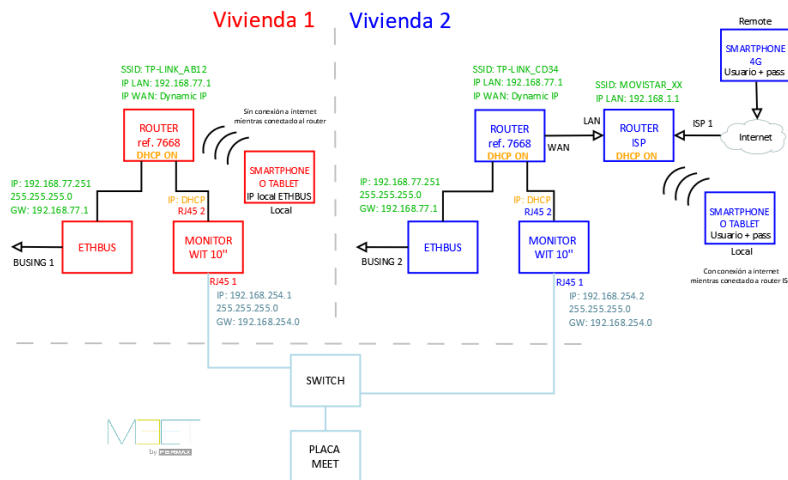 Vivienda 1
Vivienda 2
SSID: TP-LINK_AB12
IP LAN: 192.168.77.1
IP WAN: Dynamic IP
ROUTER
ref. 7668
DHCP ON
Sin conexión a internet
mientras conectado al router
SMARTPHONE
O TABLET
IP local ETHBUS
Local
IP: 192.168.77.251
255.255.255.0
GW: 192.168.77.1
IP: DHCP
RJ45 2
ETHBUS
BUSING 1
MONITOR
WIT 10"
RJ45 1
IP: 192.168.254.1
255.255.255.0
GW: 192.168.254.0
SSID: TP-LINK_CD34
IP LAN: 192.168.77.1
IP WAN: Dynamic IP
ROUTER
ref. 7668
DHCP ON
LAN
WAN
SSID: MOVISTAR_XX
IP LAN: 192.168.1.1
ROUTER
ISP
DHCP ON
ISP 1
Internet
Remote
SMARTPHONE
4G
Usuario + pass
SMARTPHONE
O TABLET
Usuario + pass
Local
Con conexión a internet
mientras conectado a router IS
IP: 192.168.77.251
255.255.255.0
GW: 192.168.77.1
IP: DHCP
RJ45 2
ETHBUS
BUSING 2
MONITOR
WIT 10"
RJ45 1
IP: 192.168.254.2
255.255.255.0
GW: 192.168.254.0
SWITCH
PLACA
MEET
MEET
by FERMAX